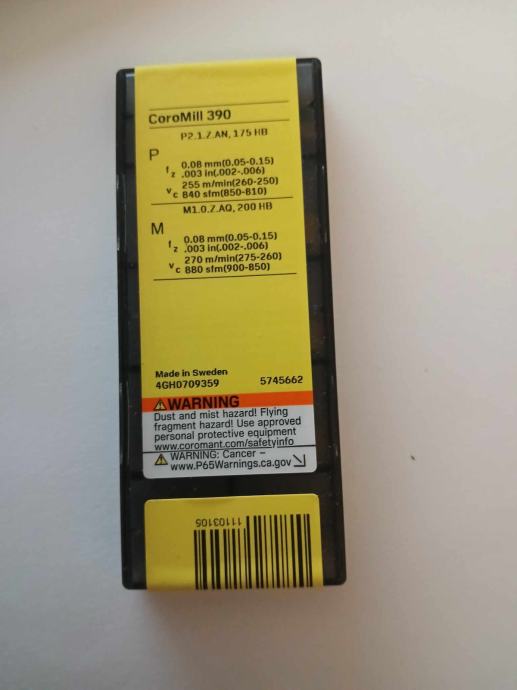 CoroMill 390
P2.1.Z.AN, 175 HB
P
fz 0.08 mm(0.05-0.15)
.003 in(.002-.006)
vc 255 m/min(260-250)
840 sfm(850-810)
M1.0.Z.AQ, 200 HB
M
fz 0.08 mm(0.05-0.15)
.003 in(.002-.006)
vc 270 m/min(275-260)
880 sfm(900-850)
Made in Sweden
4GH0709359 5745662
WARNING
Dust and mist hazard! Flying
fragment hazard! Use approved
personal protective equipment
www.coromant.com/safetyinfo
WARNING: Cancer –
www.P65Warnings.ca.gov
11103105